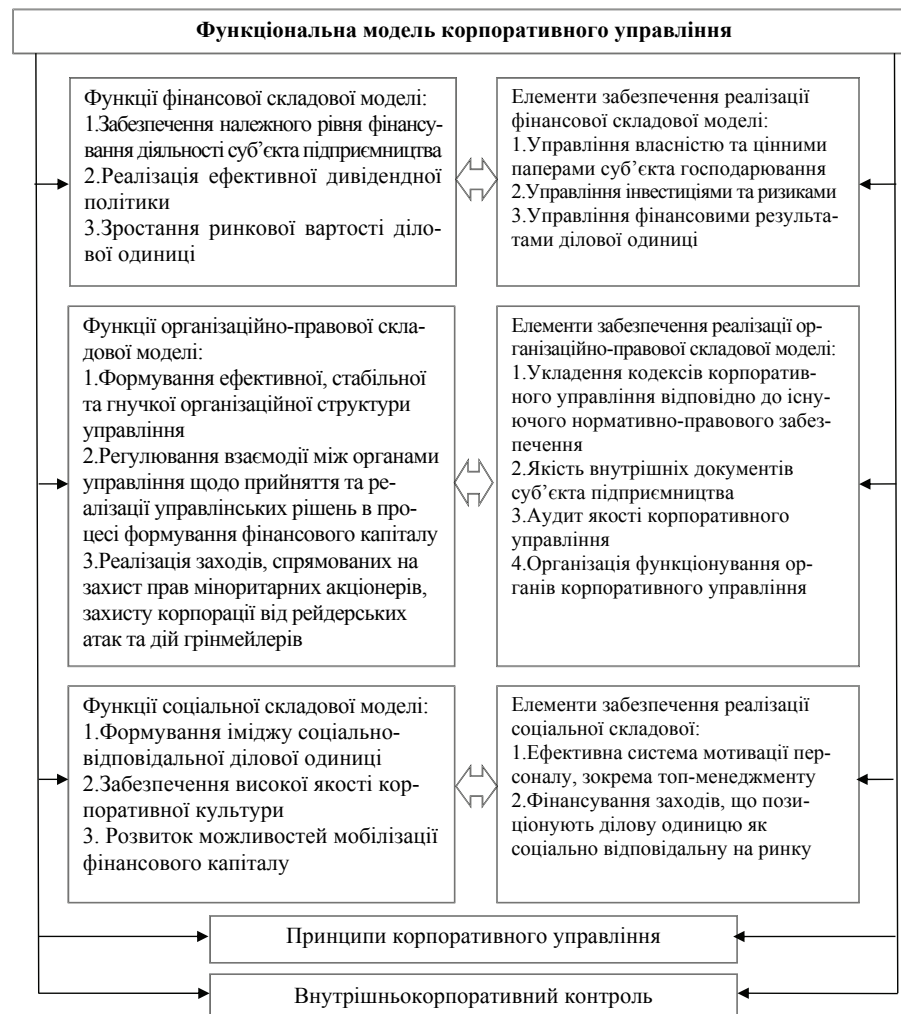 Функціональна модель корпоративного управління
Функції фінансової складової моделі:
1.Забезпечення належного рівня фінансу-
вання діяльності суб’єкта підприємництва
2.Реалізація ефективної дивідендної
політики
3.Зростання ринкової вартості діло-
вої одиниці
Елементи забезпечення реалізації
фінансової складової моделі:
1.Управління власністю та цінними
паперами суб’єкта господарювання
2.Управління інвестиціями та ризиками
3.Управління фінансовими результа-
тами ділової одиниці
Функції організаційно-правової скла-
дової моделі:
1.Формування ефективної, стабільної
та гнучкої організаційної структури
управління
2.Регулювання взаємодії між органами
управління щодо прийняття та ре-
алізації управлінських рішень в про-
цесі формування фінансового капіталу
3.Реалізація заходів, спрямованих на
захист прав міноритарних акціонерів,
захисту корпорації від рейдерських
атак та дій грінмейлерів
Елементи забезпечення реалізації ор-
ганізаційно-правової складової моделі:
1.Укладення кодексів корпоратив-
ного управління відповідно до існу-
ючого нормативно-правового забез-
печення
2.Якість внутрішніх документів
суб’єкта підприємництва
3.Аудит якості корпоративного
управління
4.Організація функціонування ор-
ганів корпоративного управління
Функції соціальної складової моделі:
1.Формування іміджу соціально-
відповідальної ділової одиниці
2.Забезпечення високої якості кор-
поративної культури
3. Розвиток можливостей мобілізації
фінансового капіталу
Елементи забезпечення реалізації
соціальної складової:
1.Ефективна система мотивації пер-
соналу, зокрема топ-менеджменту
2.Фінансування заходів, що пози-
ціонують ділову одиницю як
соціально відповідальну на ринку
Принципи корпоративного управління
Внутрішньокорпоративний контроль